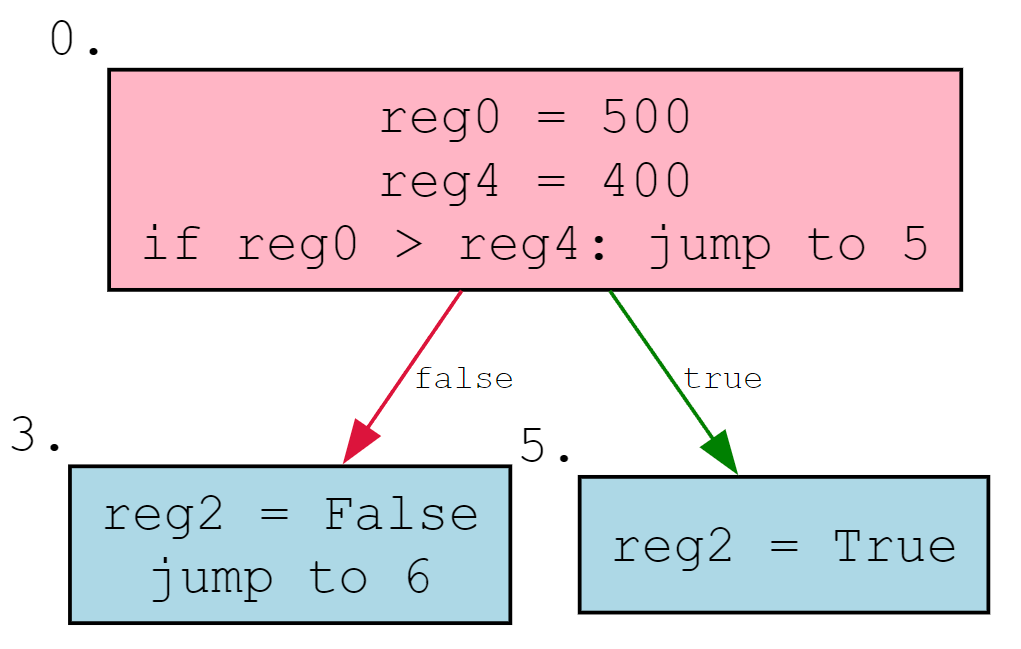 0.
reg0 = 500
reg4 = 400
if reg0 > reg4: jump to 5
false
true
3.
reg2 = False
jump to 6
5.
reg2 = True